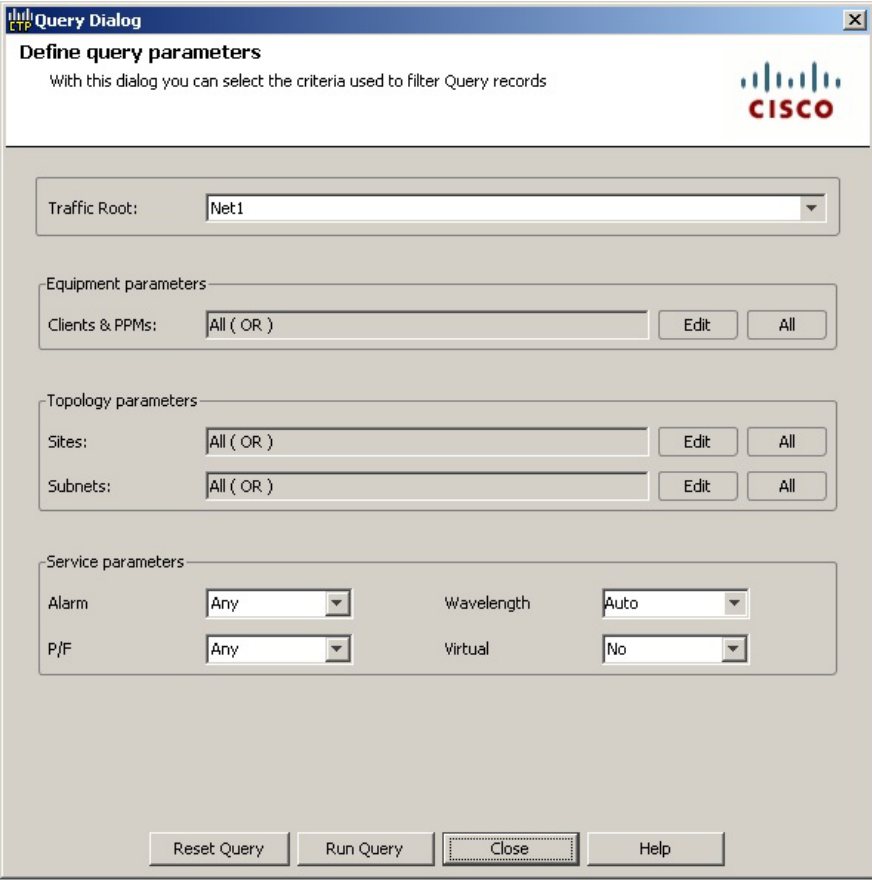 CTP Query Dialog
Define query parameters
With this dialog you can select the criteria used to filter Query records
CISCO
Traffic Root: Net1
Equipment parameters
Clients & PPMs: All ( OR ) Edit All
Topology parameters
Sites: All ( OR ) Edit All
Subnets: All ( OR ) Edit All
Service parameters
Alarm Any Wavelength Auto
P/F Any Virtual No
Reset Query Run Query Close Help